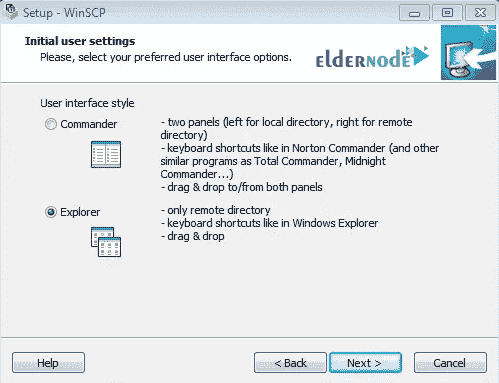 Setup - WinSCP
Initial user settings
Please, select your preferred user interface options.
ELDERNODE
User interface style
Commander
- two panels (left for local directory, right for remote
directory)
- keyboard shortcuts like in Norton Commander (and other
similar programs as Total Commander, Midnight
Commander...)
- drag & drop to/from both panels
Explorer
- only remote directory
- keyboard shortcuts like in Windows Explorer
- drag & drop
Help
< Back
Next >
Cancel